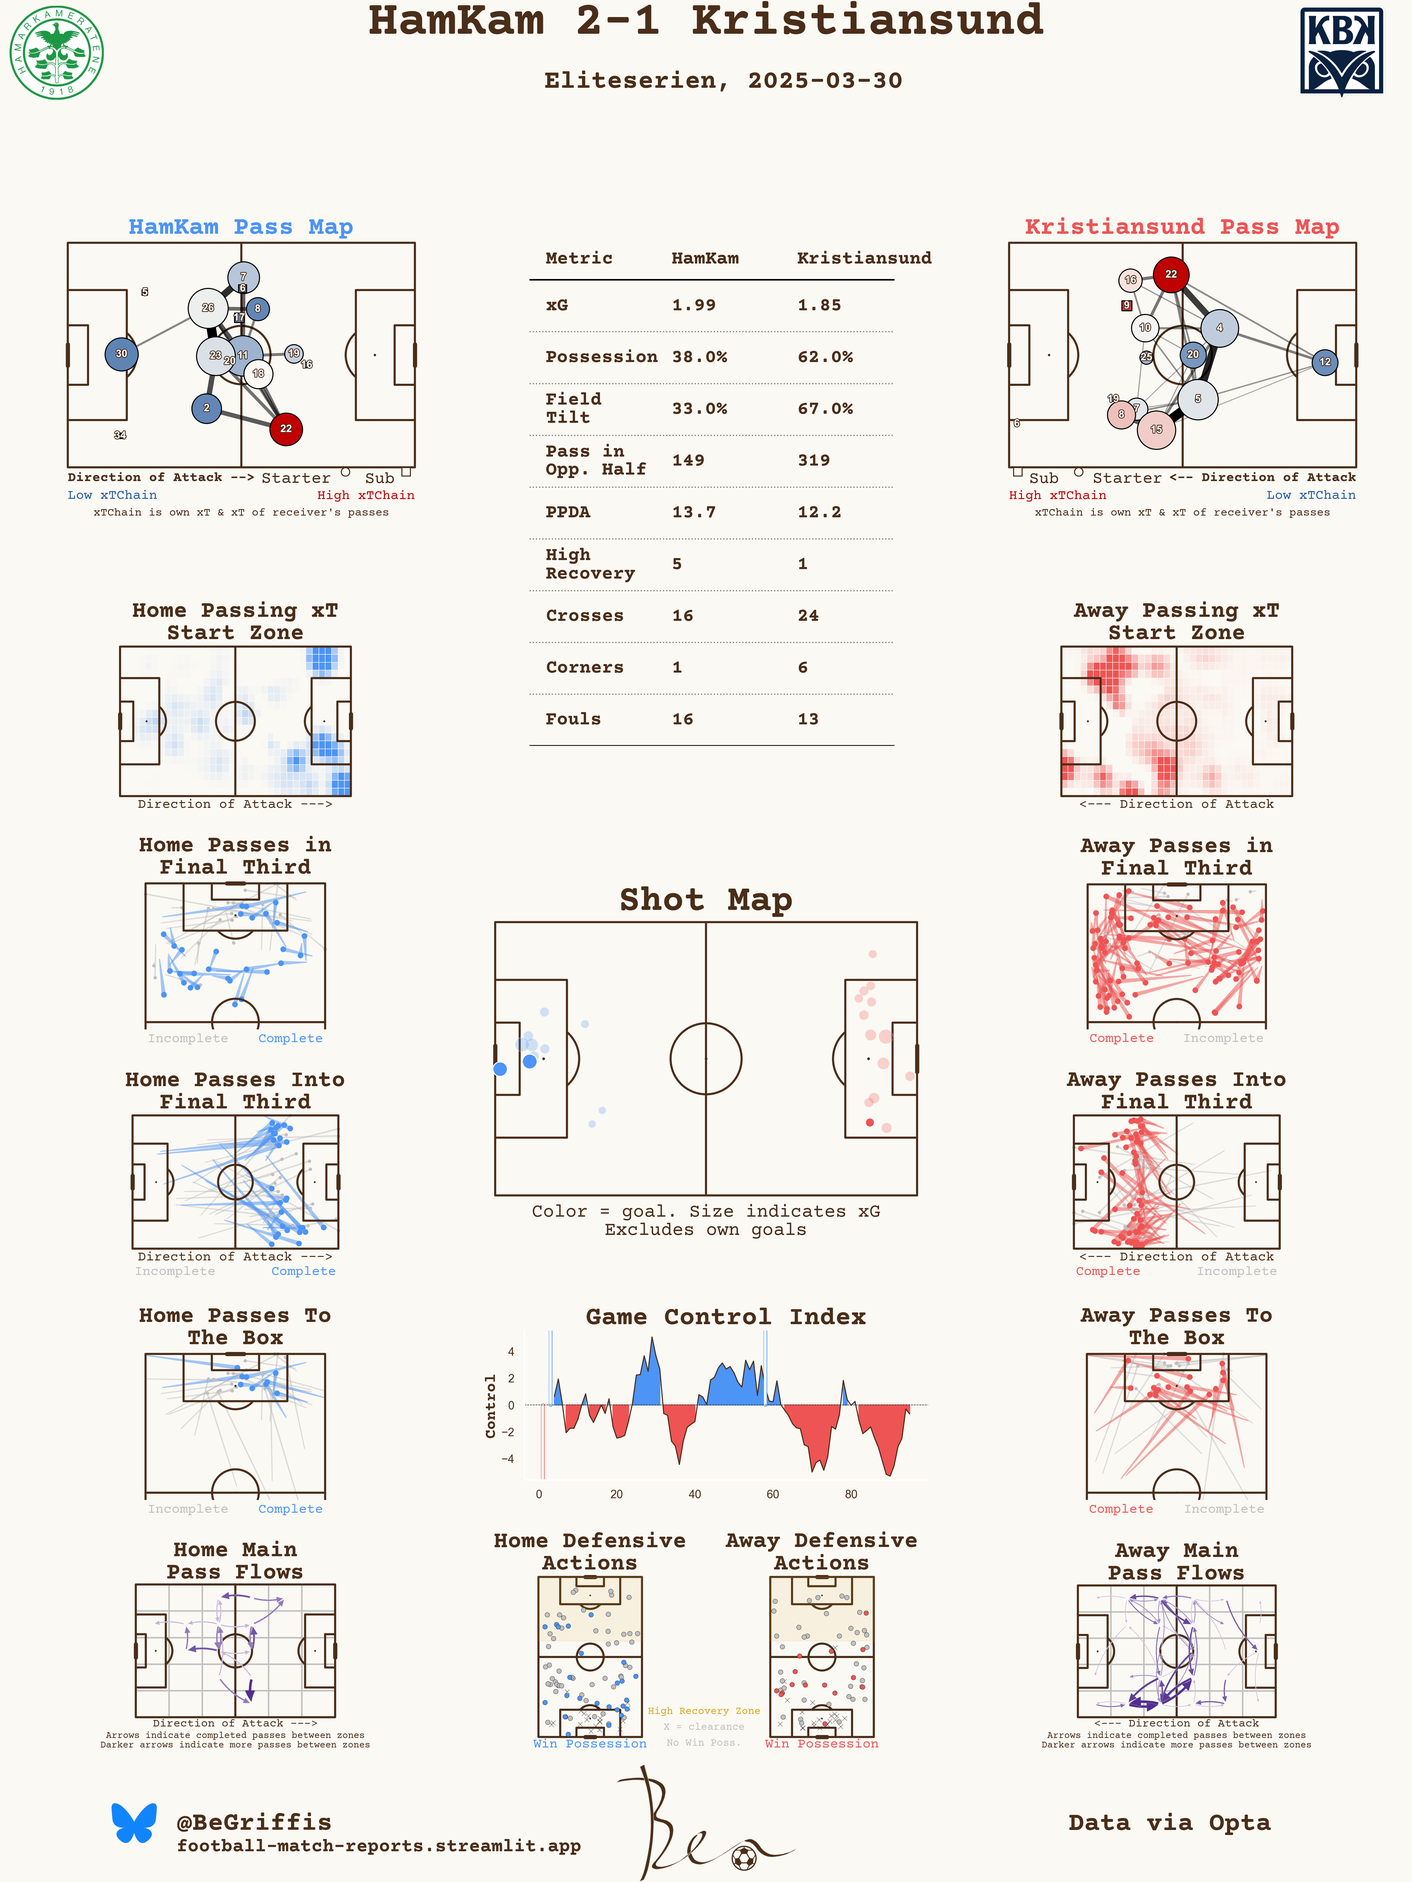 HamKam 2-1 Kristiansund
Eliteserien, 2025-03-30
HAMARKAMERATENE
1918
KBK
HamKam Pass Map
5
7
6
26
8
17
30
23
20
11
19
16
18
2
22
34
Direction of Attack --> Starter Sub
Low xTChain High xTChain
xTChain is own xT & xT of receiver's passes
Metric HamKam Kristiansund
xG 1.99 1.85
Possession 38.0% 62.0%
Field
Tilt 33.0% 67.0%
Pass in
Opp. Half 149 319
PPDA 13.7 12.2
High
Recovery 5 1
Crosses 16 24
Corners 1 6
Fouls 16 13
Kristiansund Pass Map
16
22
9
10
4
25
20
12
19
8
7
5
6
15
Sub Starter <-- Direction of Attack
High xTChain Low xTChain
xTChain is own xT & xT of receiver's passes
Home Passing xT
Start Zone
Direction of Attack --->
Away Passing xT
Start Zone
<--- Direction of Attack
Home Passes in
Final Third
Incomplete Complete
Away Passes in
Final Third
Complete Incomplete
Shot Map
Color = goal. Size indicates xG
Excludes own goals
Home Passes Into
Final Third
Direction of Attack --->
Incomplete Complete
Away Passes Into
Final Third
<--- Direction of Attack
Complete Incomplete
Home Passes To
The Box
Incomplete Complete
Game Control Index
Control
4
2
0
−2
−4
0 20 40 60 80
Away Passes To
The Box
Complete Incomplete
Home Main
Pass Flows
Direction of Attack --->
Arrows indicate completed passes between zones
Darker arrows indicate more passes between zones
Home Defensive
Actions
Win Possession
Away Defensive
Actions
Win Possession
High Recovery Zone
X = clearance
No Win Poss.
Away Main
Pass Flows
<--- Direction of Attack
Arrows indicate completed passes between zones
Darker arrows indicate more passes between zones
@BeGriffis
football-match-reports.streamlit.app
Ben
Data via Opta